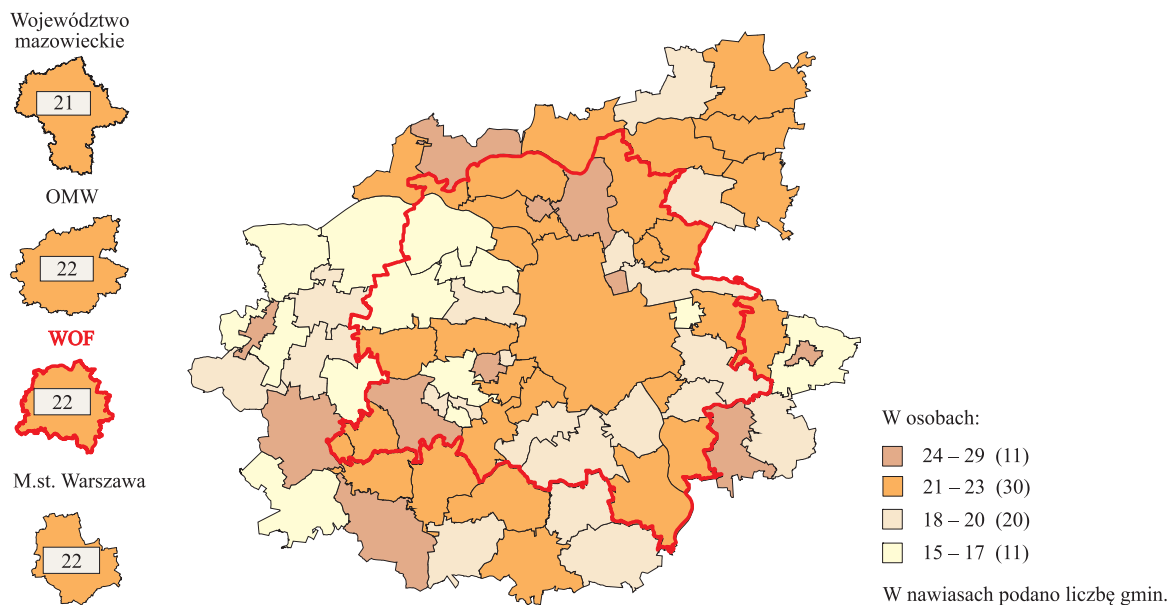 Województwo
mazowieckie
21
OMW
22
WOF
22
M.st. Warszawa
22
W osobach:
24 – 29 (11)
21 – 23 (30)
18 – 20 (20)
15 – 17 (11)
W nawiasach podano liczbę gmin.